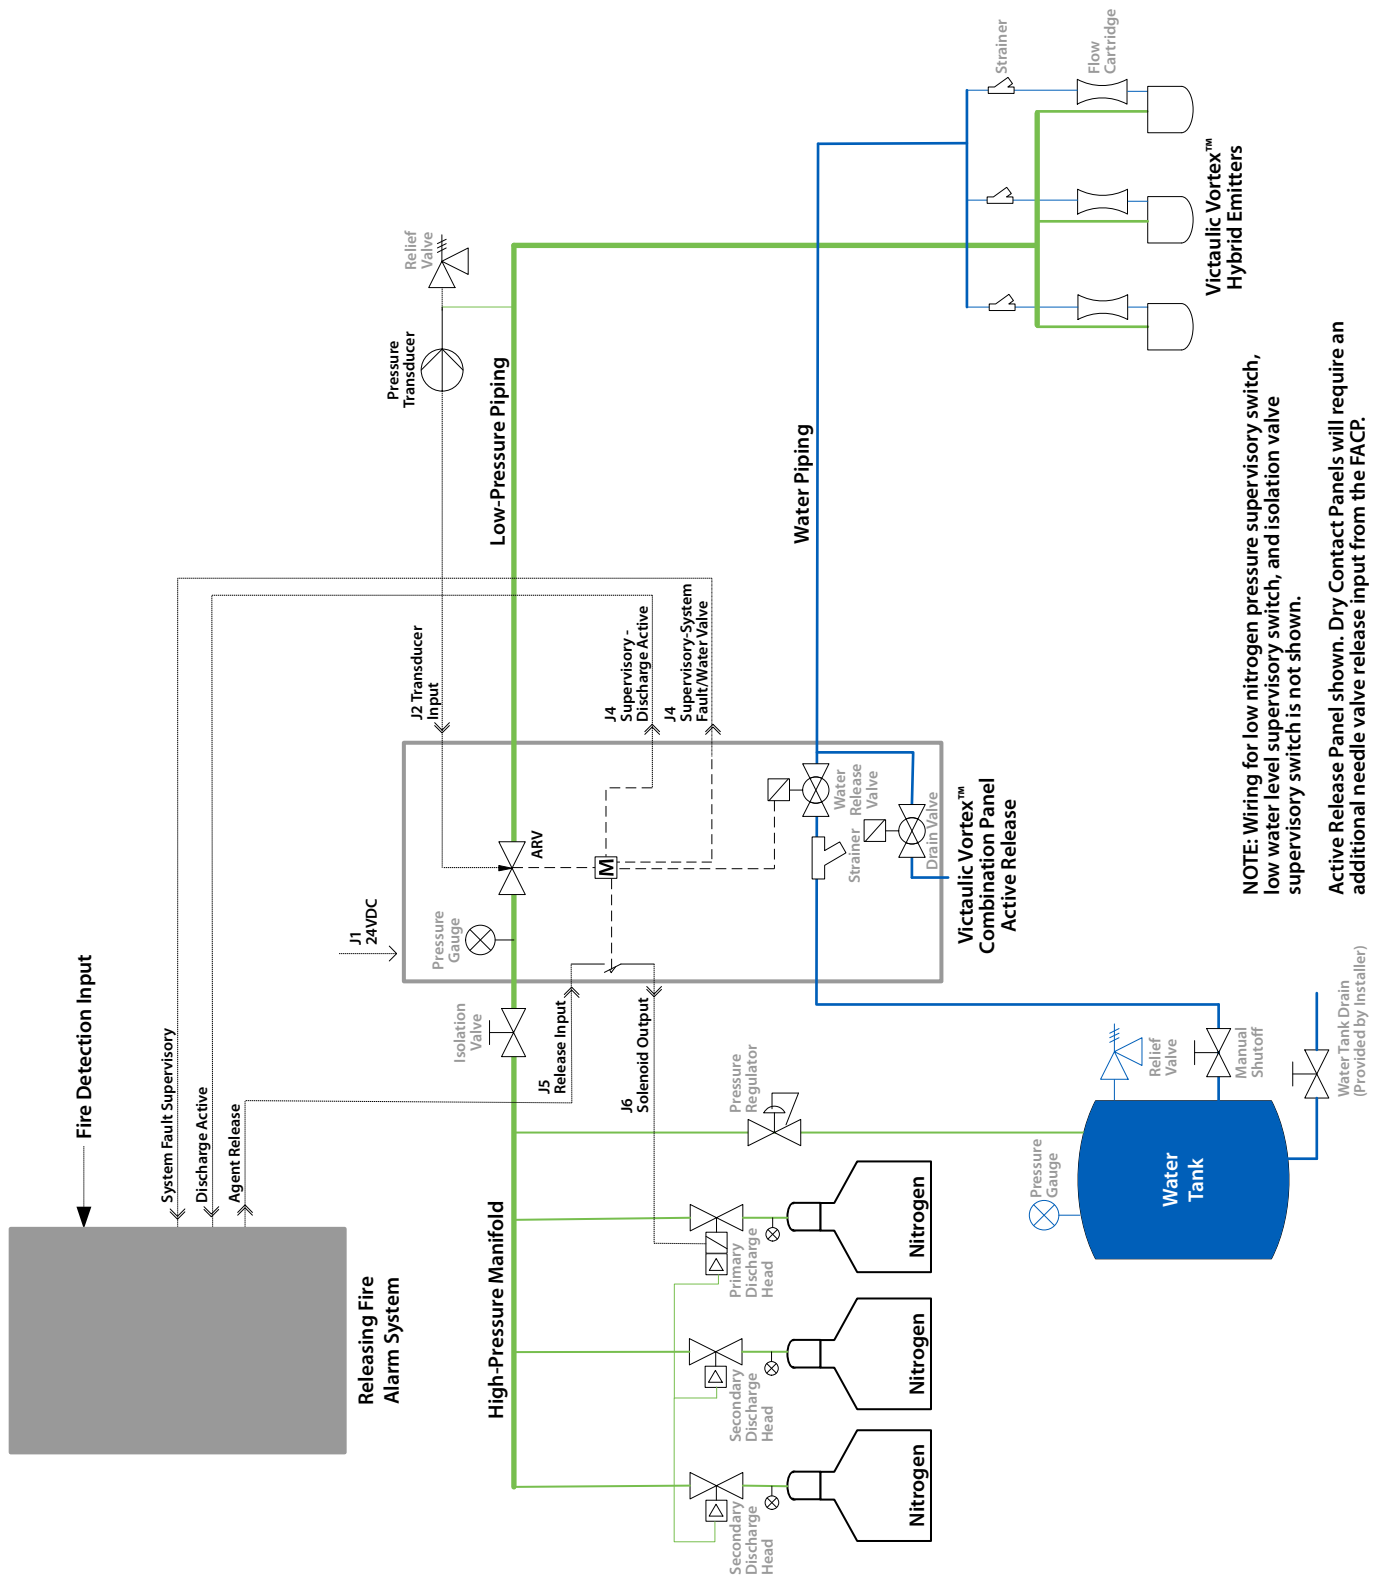 Fire Detection Input
Releasing Fire
Alarm System
System Fault Supervisory
Discharge Active
Agent Release
J1
24VDC
J2 Transducer
Input
Pressure
Transducer
Relief
Valve
Isolation
Valve
Pressure
Gauge
ARV
High-Pressure Manifold
Low-Pressure Piping
J5
Release Input
J6
Solenoid Output
M
J4
Supervisory -
Discharge Active
J4
Supervisory-System
Fault/Water Valve
Secondary
Discharge
Head
Secondary
Discharge
Head
Primary
Discharge
Head
Pressure
Regulator
Nitrogen
Nitrogen
Nitrogen
Strainer
Water
Release
Valve
Drain Valve
Water Piping
Victaulic Vortex™
Combination Panel
Active Release
Pressure
Gauge
Water
Tank
Relief
Valve
Manual
Shutoff
Water Tank Drain
(Provided by Installer)
Strainer
Flow
Cartridge
Victaulic Vortex™
Hybrid Emitters
NOTE: Wiring for low nitrogen pressure supervisory switch,
low water level supervisory switch, and isolation valve
supervisory switch is not shown.
Active Release Panel shown. Dry Contact Panels will require an
additional needle valve release input from the FACP.